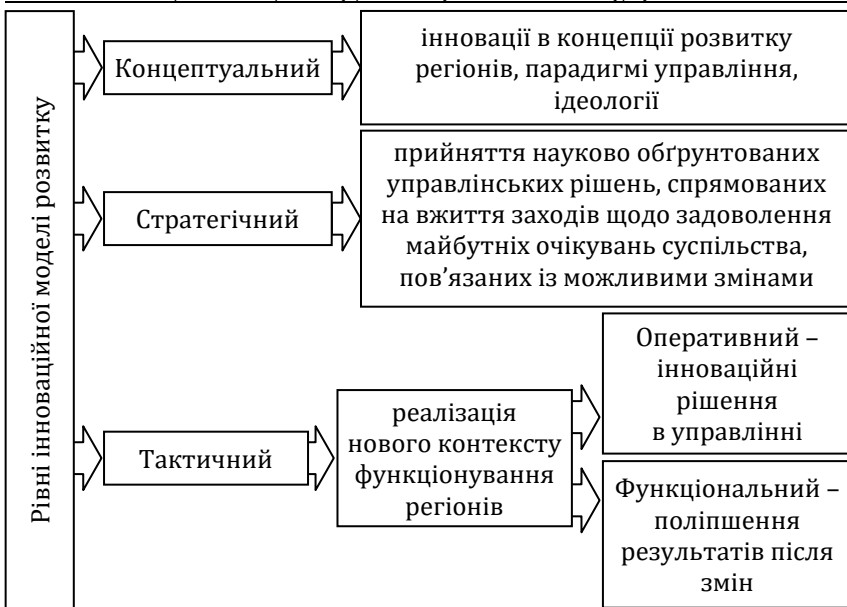 Рівні інноваційної моделі розвитку
Концептуальний
інновації в концепції розвитку
регіонів, парадигмі управління,
ідеології
Стратегічний
прийняття науково обґрунтованих
управлінських рішень, спрямованих
на вжиття заходів щодо задоволення
майбутніх очікувань суспільства,
пов’язаних із можливими змінами
Тактичний
реалізація
нового контексту
функціонування
регіонів
Оперативний –
інноваційні
рішення
в управлінні
Функціональний –
поліпшення
результатів після
змін